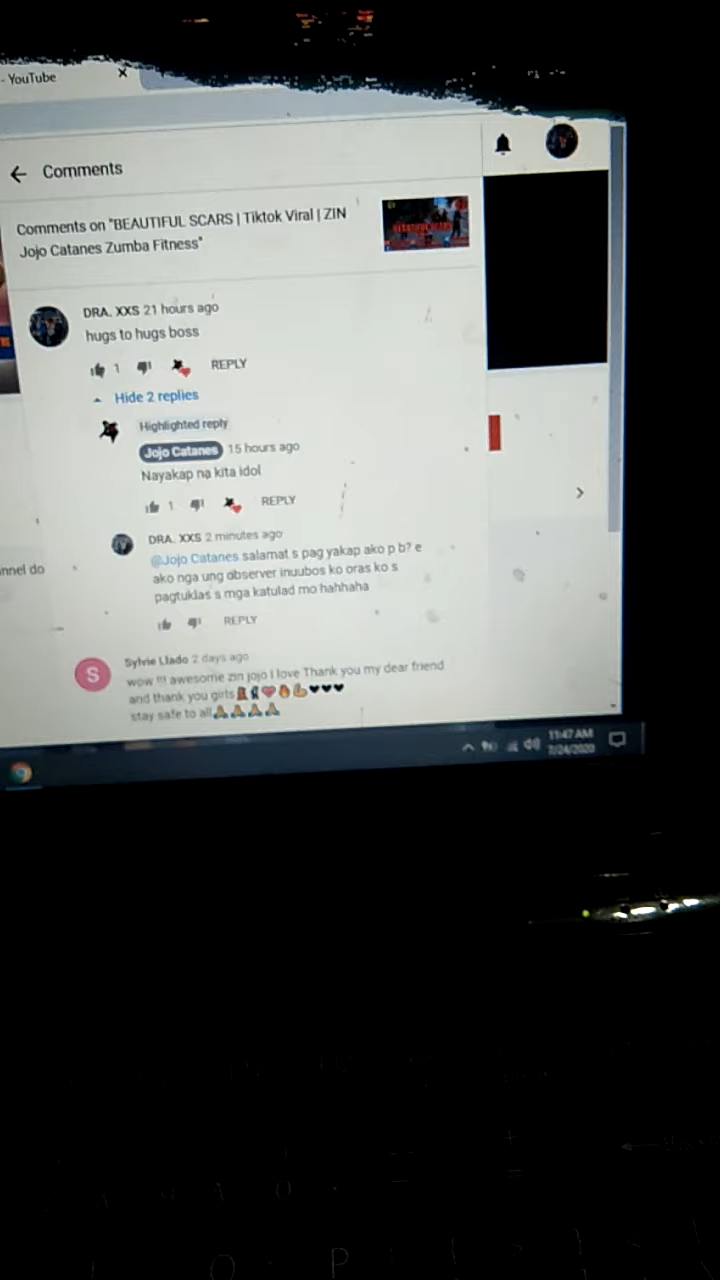 - YouTube
Comments
Comments on "BEAUTIFUL SCARS | Tiktok Viral | ZIN
Jojo Catanes Zumba Fitness"
BEAUTIFUL SCARS
DRA. XXS 21 hours ago
hugs to hugs boss
1 REPLY
Hide 2 replies
Highlighted reply
Jojo Catanes 15 hours ago
Nayakap na kita idol
1 REPLY
DRA. XXS 2 minutes ago
@Jojo Catanes salamat s pag yakap ako p b? e
ako nga ung observer inuubos ko oras ko s
pagtuklas s mga katulad mo hahhaha
REPLY
nnel do
S
Sylvie Llado 2 days ago
wow !!! awesome zin jojo I love Thank you my dear friend
and thank you girls
stay safe to all
11:47 AM
7/24/2020
O P